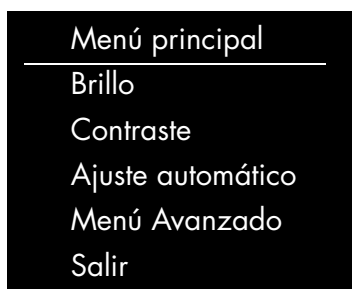 Menú principal
Brillo
Contraste
Ajuste automático
Menú Avanzado
Salir